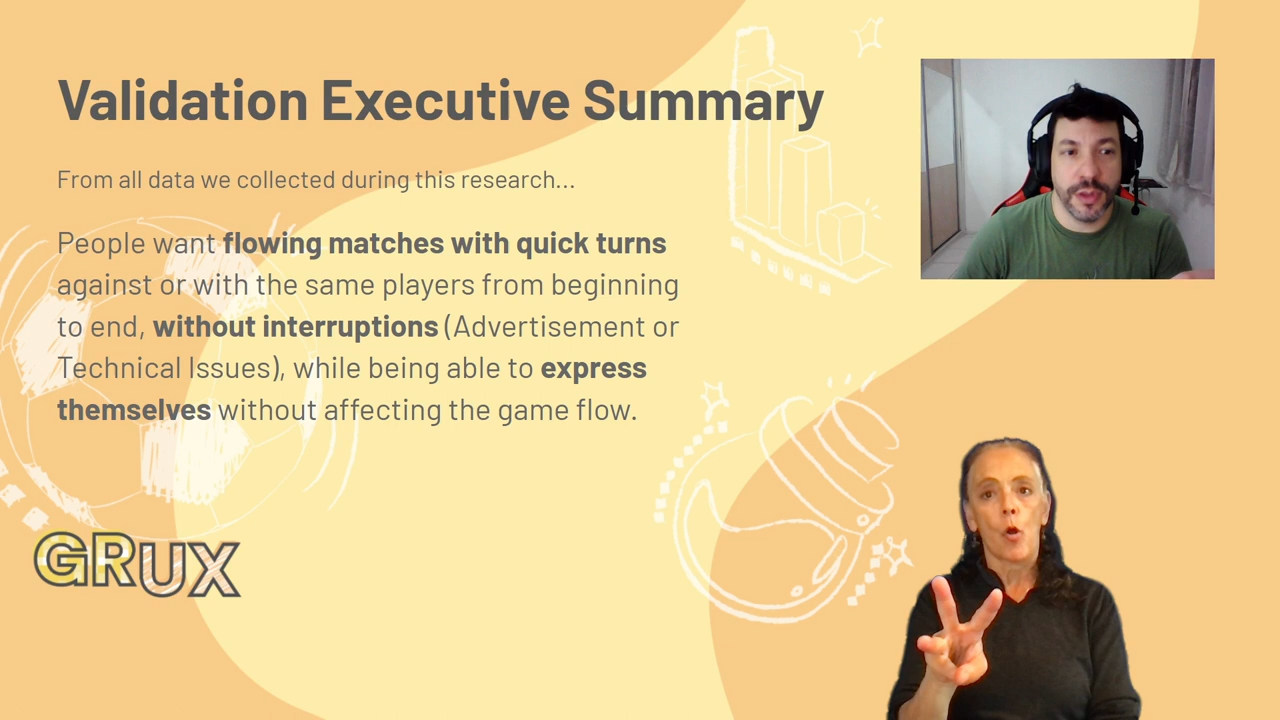 Validation Executive Summary
From all data we collected during this research...
People want flowing matches with quick turns
against or with the same players from beginning
to end, without interruptions (Advertisement or
Technical Issues), while being able to express
themselves without affecting the game flow.
GRUX